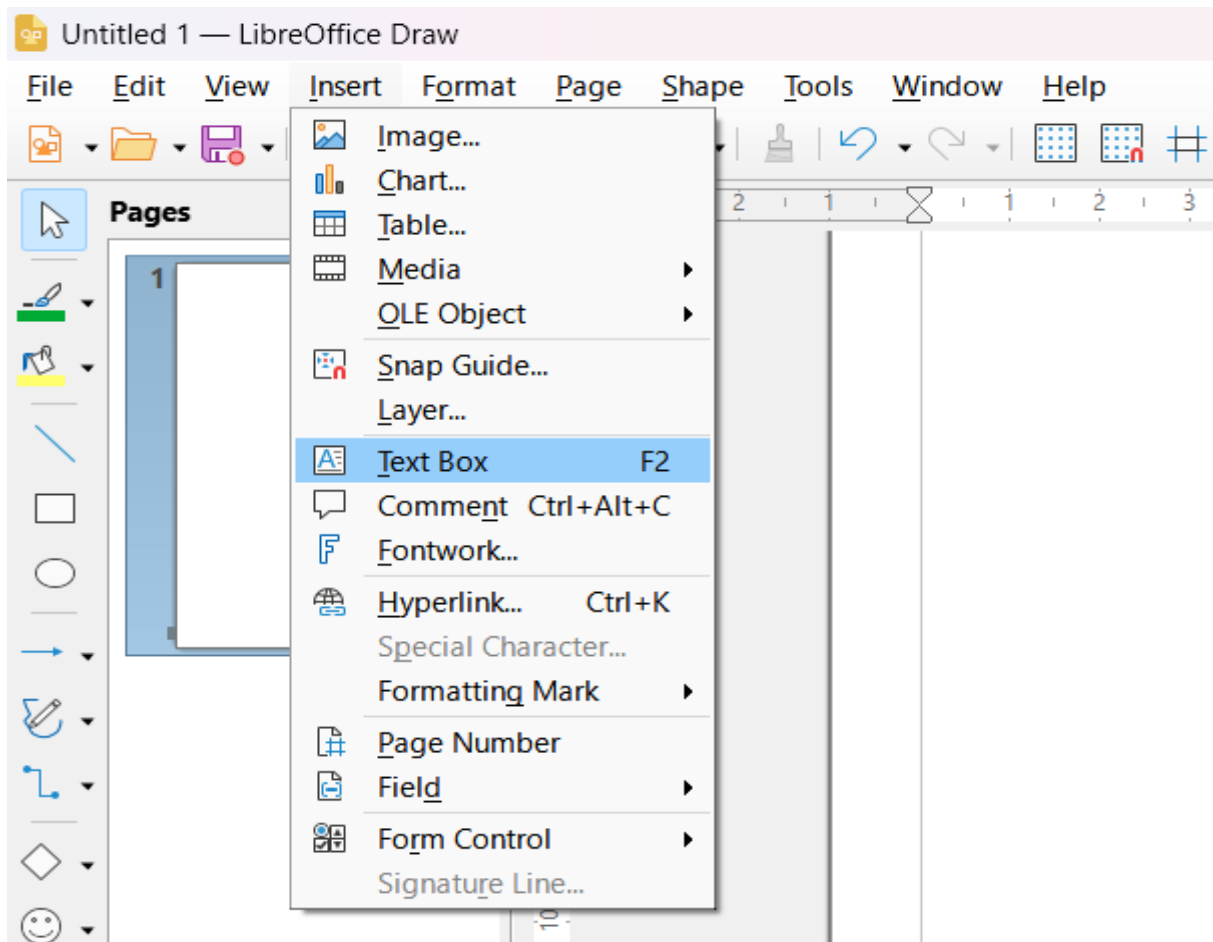 Untitled 1 — LibreOffice Draw
File Edit View Insert Format Page Shape Tools Window Help
Image...
Chart...
Table...
Media
OLE Object
Snap Guide...
Layer...
Text Box F2
Comment Ctrl+Alt+C
Fontwork...
Hyperlink... Ctrl+K
Special Character...
Formatting Mark
Page Number
Field
Form Control
Signature Line...
Pages
1
2 1 1 2 3
10